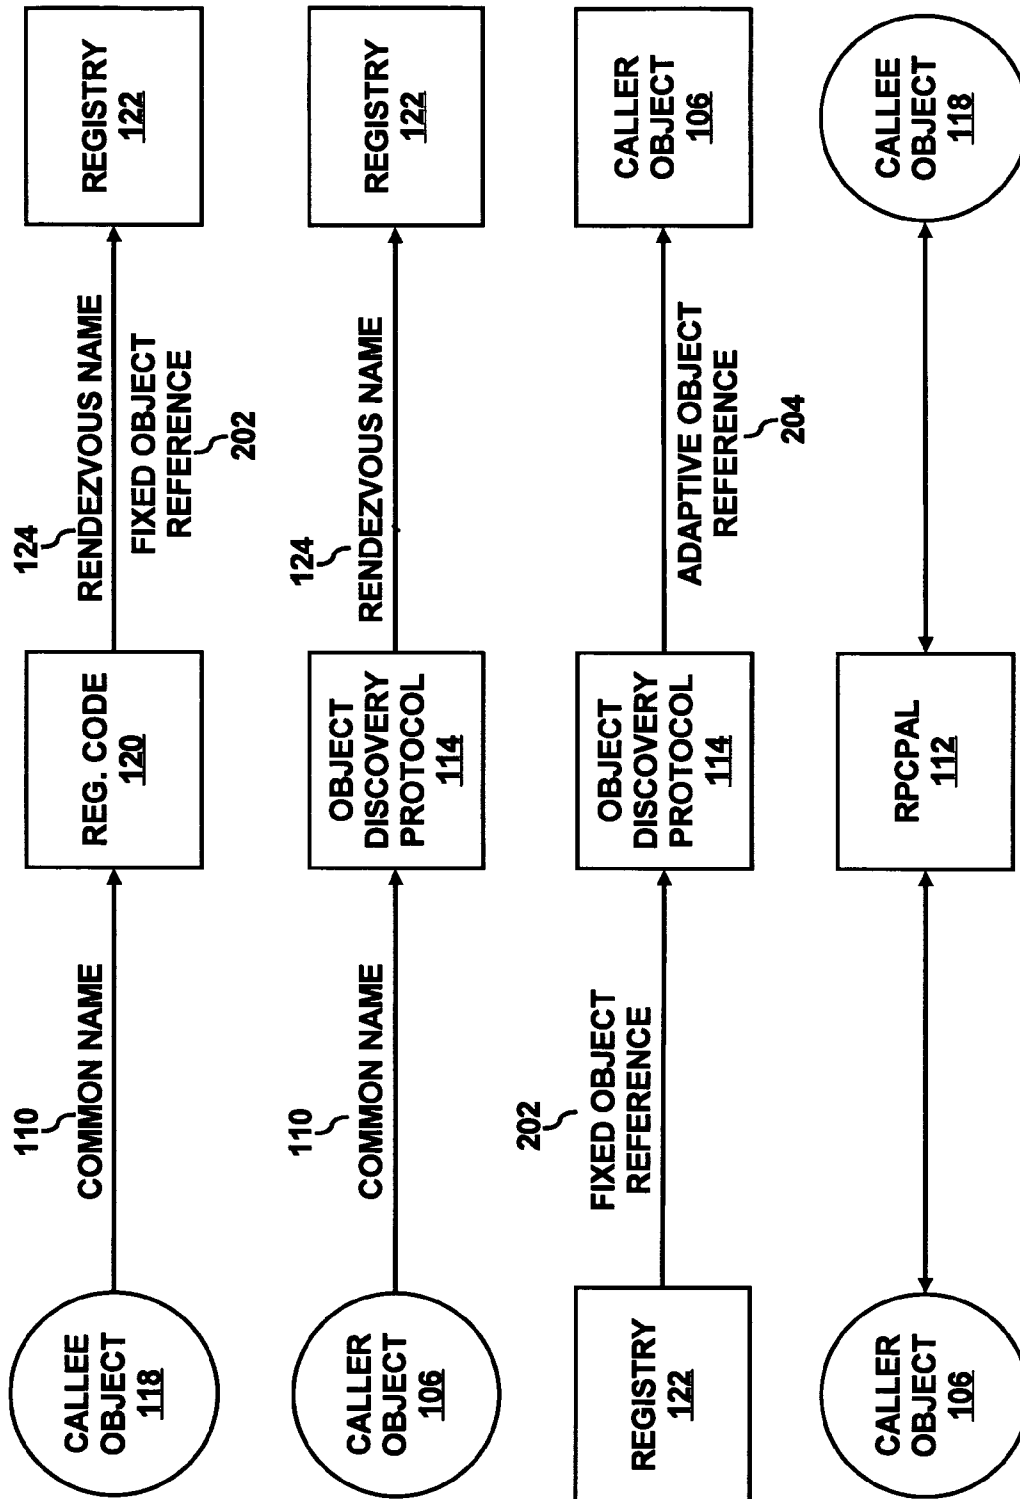 CALLEE
OBJECT
118
110
COMMON NAME
REG. CODE
120
124
RENDEZVOUS NAME
FIXED OBJECT
REFERENCE
202
REGISTRY
122
CALLER
OBJECT
106
110
COMMON NAME
OBJECT
DISCOVERY
PROTOCOL
114
124
RENDEZVOUS NAME
REGISTRY
122
REGISTRY
122
202
FIXED OBJECT
REFERENCE
OBJECT
DISCOVERY
PROTOCOL
114
ADAPTIVE OBJECT
REFERENCE
204
CALLER
OBJECT
106
CALLER
OBJECT
106
RPCPAL
112
CALLEE
OBJECT
118